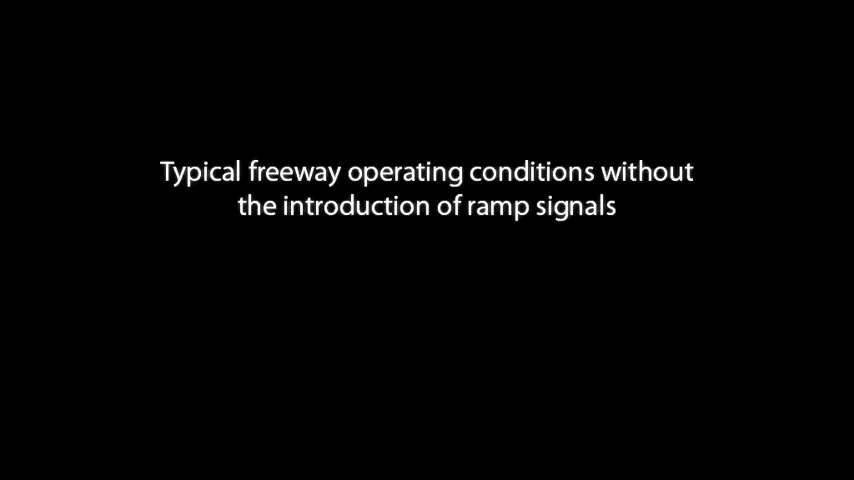 Typical freeway operating conditions without
the introduction of ramp signals